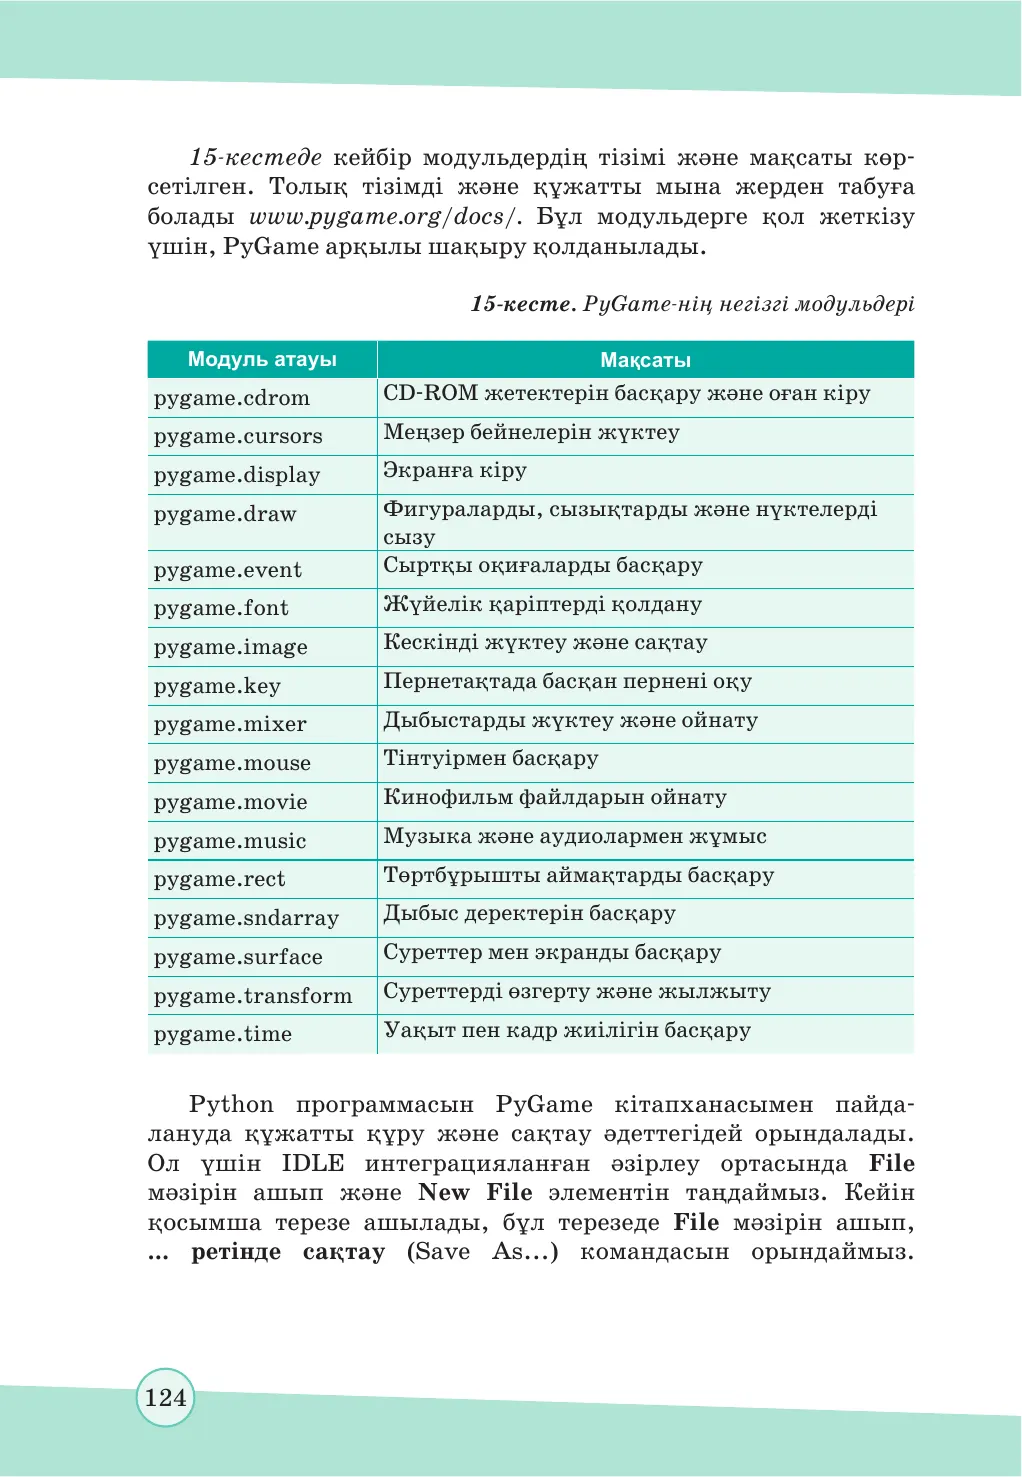 15-кестеде кейбір модульдердің тізімі және мақсаты көр-
сетілген. Толық тізімді және құжатты мына жерден табуға
болады www.pygame.org/docs/. Бұл модульдерге қол жеткізу
үшін, PyGame арқылы шақыру қолданылады.
15-кесте. PyGame-нің негізгі модульдері
Модуль атауы Мақсаты
pygame.cdrom CD-ROM жетектерін басқару және оған кіру
pygame.cursors Меңзер бейнелерін жүктеу
pygame.display Экранға кіру
pygame.draw Фигураларды, сызықтарды және нүктелерді
сызу
pygame.event Сыртқы оқиғаларды басқару
pygame.font Жүйелік қаріптерді қолдану
pygame.image Кескінді жүктеу және сақтау
pygame.key Пернетақтада басқан пернені оқу
pygame.mixer Дыбыстарды жүктеу және ойнату
pygame.mouse Тінтуірмен басқару
pygame.movie Кинофильм файлдарын ойнату
pygame.music Музыка және аудиолармен жұмыс
pygame.rect Төртбұрышты аймақтарды басқару
pygame.sndarray Дыбыс деректерін басқару
pygame.surface Суреттер мен экранды басқару
pygame.transform Суреттерді өзгерту және жылжыту
pygame.time Уақыт пен кадр жиілігін басқару
Python программасын PyGame кітапханасымен пайда-
лануда құжатты құру және сақтау әдеттегідей орындалады.
Ол үшін IDLE интеграцияланған әзірлеу ортасында File
мәзірін ашып және New File элементін таңдаймыз. Кейін
қосымша терезе ашылады, бұл терезеде File мәзірін ашып,
... ретінде сақтау (Save As...) командасын орындаймыз.
124